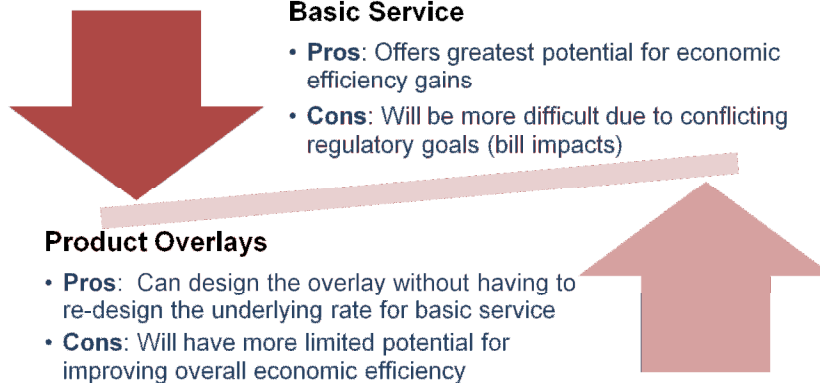 Basic Service
• Pros: Offers greatest potential for economic
efficiency gains
• Cons: Will be more difficult due to conflicting
regulatory goals (bill impacts)
Product Overlays
• Pros: Can design the overlay without having to
re-design the underlying rate for basic service
• Cons: Will have more limited potential for
improving overall economic efficiency